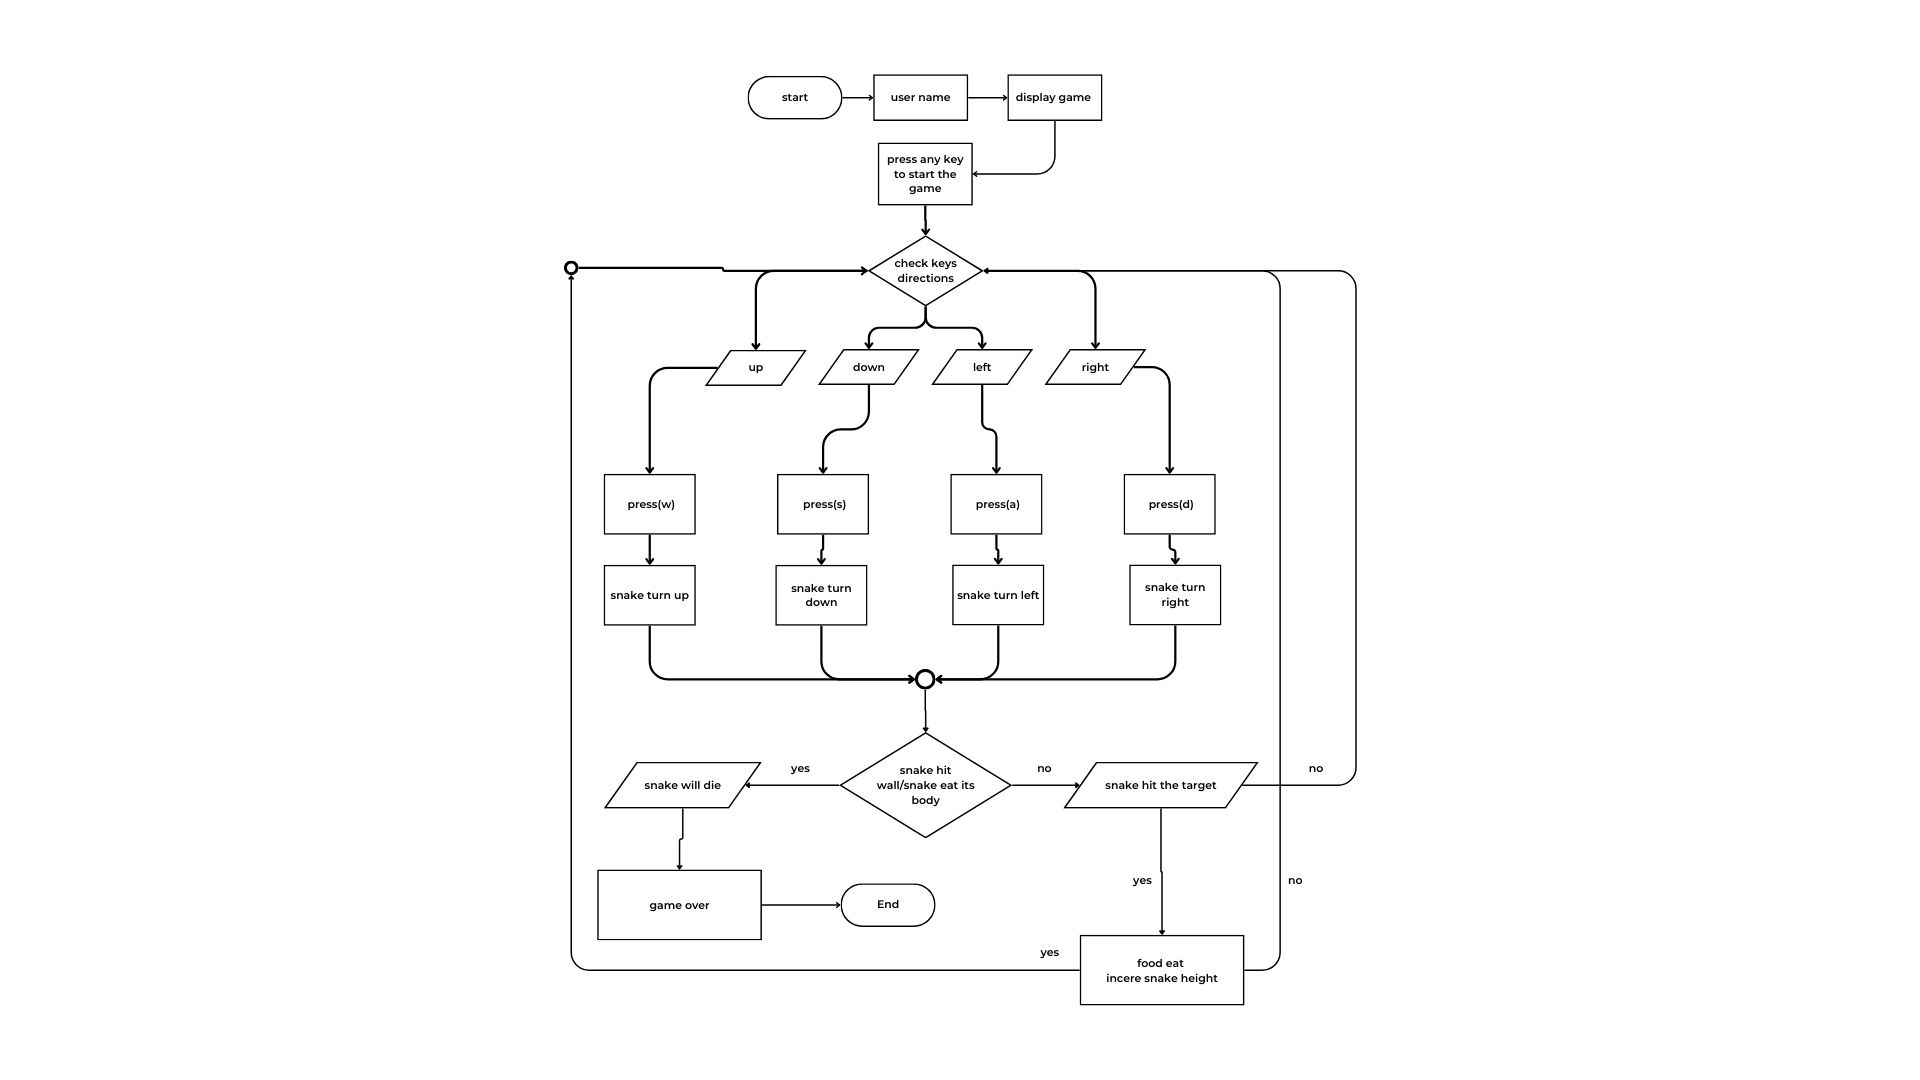 start
user name
display game
press any key
to start the
game
check keys
directions
up
down
left
right
press(w)
press(s)
press(a)
press(d)
snake turn up
snake turn
down
snake turn left
snake turn
right
snake will die
yes
snake hit
wall/snake eat its
body
no
snake hit the target
no
yes
no
game over
End
yes
food eat
incere snake height